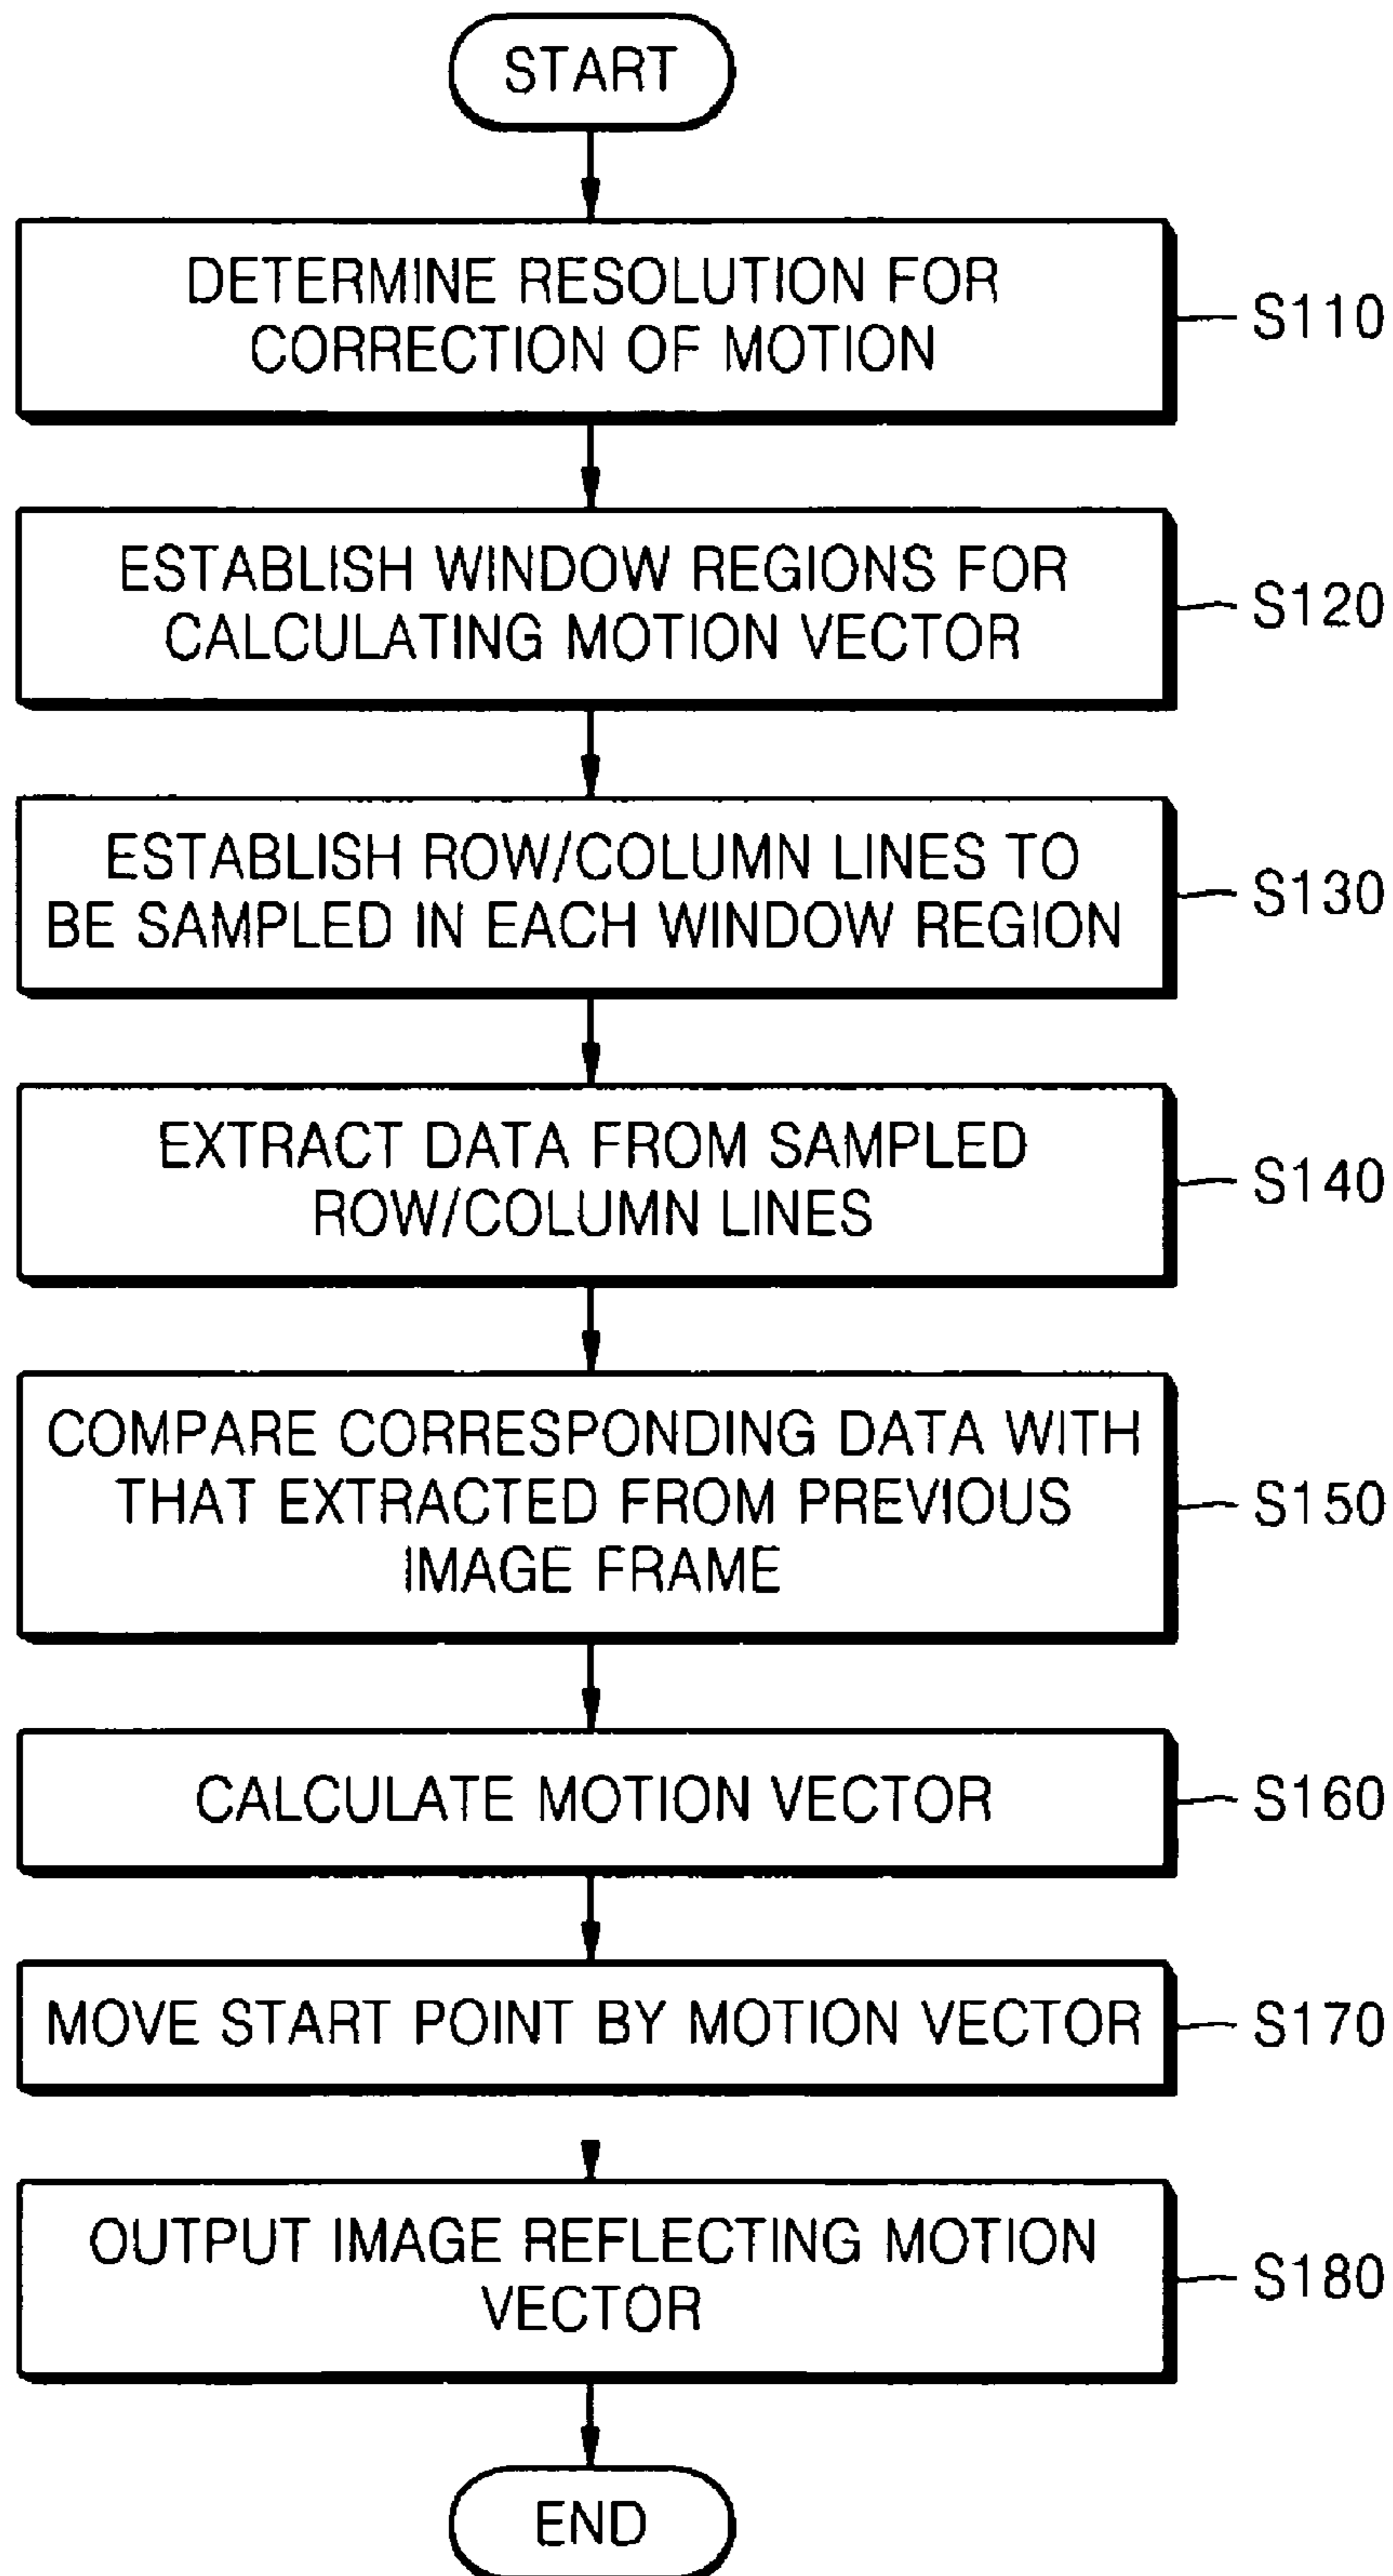 START
DETERMINE RESOLUTION FOR
CORRECTION OF MOTION
S110
ESTABLISH WINDOW REGIONS FOR
CALCULATING MOTION VECTOR
S120
ESTABLISH ROW/COLUMN LINES TO
BE SAMPLED IN EACH WINDOW REGION
S130
EXTRACT DATA FROM SAMPLED
ROW/COLUMN LINES
S140
COMPARE CORRESPONDING DATA WITH
THAT EXTRACTED FROM PREVIOUS
IMAGE FRAME
S150
CALCULATE MOTION VECTOR
S160
MOVE START POINT BY MOTION VECTOR
S170
OUTPUT IMAGE REFLECTING MOTION
VECTOR
S180
END